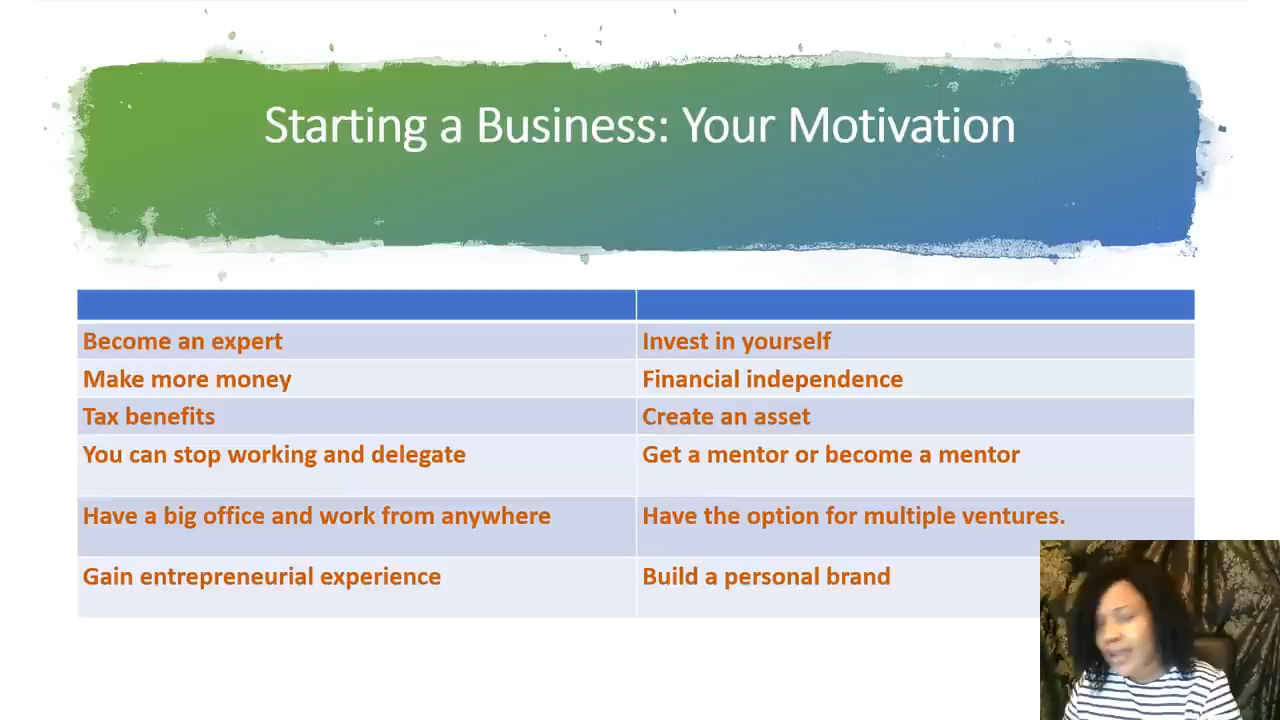 Starting a Business: Your Motivation
Become an expert
Invest in yourself
Make more money
Financial independence
Tax benefits
Create an asset
You can stop working and delegate
Get a mentor or become a mentor
Have a big office and work from anywhere
Have the option for multiple ventures.
Gain entrepreneurial experience
Build a personal brand